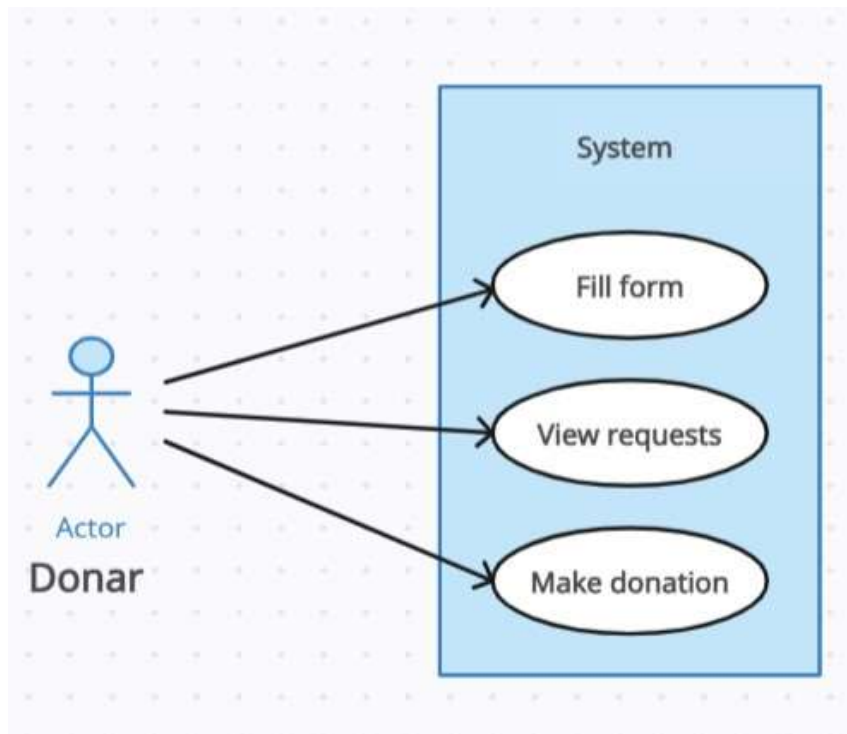 System
Fill form
View requests
Make donation
Actor
Donar